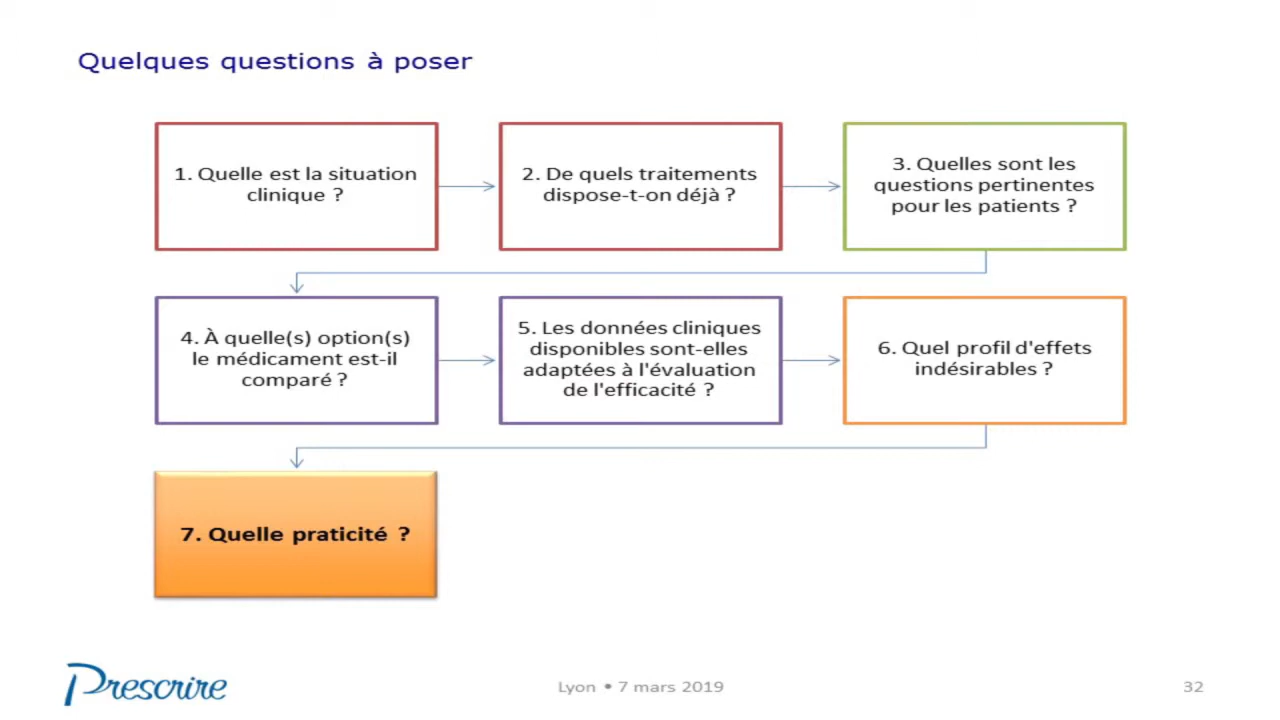 Quelques questions à poser
1. Quelle est la situation
clinique ?
2. De quels traitements
dispose-t-on déjà ?
3. Quelles sont les
questions pertinentes
pour les patients ?
4. À quelle(s) option(s)
le médicament est-il
comparé ?
5. Les données cliniques
disponibles sont-elles
adaptées à l'évaluation
de l'efficacité ?
6. Quel profil d'effets
indésirables ?
7. Quelle praticité ?
Prescrire
Lyon • 7 mars 2019
32